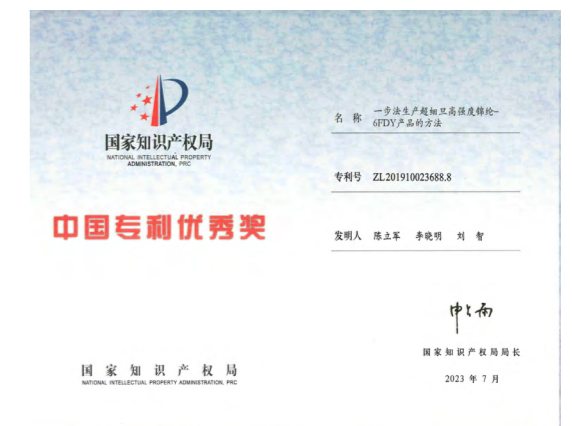 国家知识产权局
NATIONAL INTELLECTUAL PROPERTY
ADMINISTRATION, PRC
中国专利优秀奖
国家知识产权局
NATIONAL INTELLECTUAL PROPERTY ADMINISTRATION, PRC
名 称 一步法生产超细旦高强度锦纶-
6FDY产品的方法
专利号 ZL201910023688.8
发明人 陈立军 李晓明 刘 智
申长雨
国家知识产权局局长
2023 年 7 月